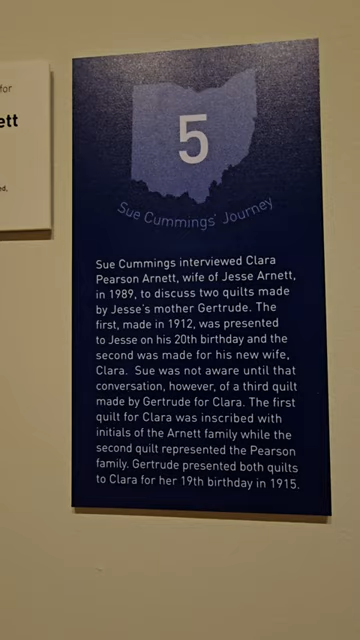 for
ett
ed,
5
Sue Cummings' Journey
Sue Cummings interviewed Clara
Pearson Arnett, wife of Jesse Arnett,
in 1989, to discuss two quilts made
by Jesse's mother Gertrude. The
first, made in 1912, was presented
to Jesse on his 20th birthday and the
second was made for his new wife,
Clara. Sue was not aware until that
conversation, however, of a third quilt
made by Gertrude for Clara. The first
quilt for Clara was inscribed with
initials of the Arnett family while the
second quilt represented the Pearson
family. Gertrude presented both quilts
to Clara for her 19th birthday in 1915.